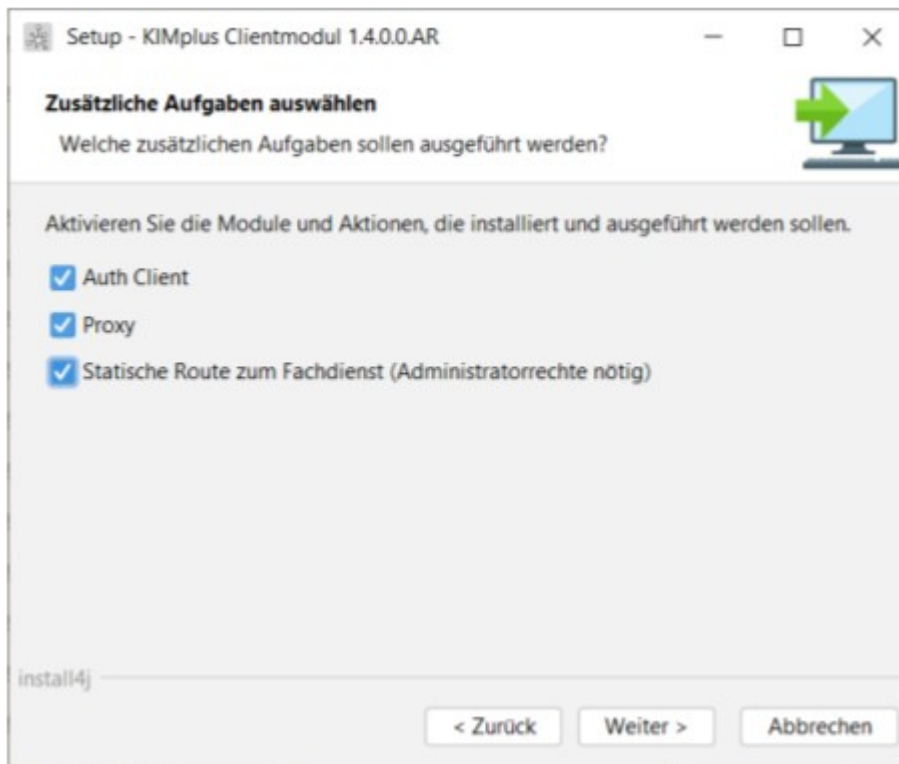 Setup - KIMplus Clientmodul 1.4.0.0.AR
Zusätzliche Aufgaben auswählen
Welche zusätzlichen Aufgaben sollen ausgeführt werden?
Aktivieren Sie die Module und Aktionen, die installiert und ausgeführt werden sollen.
Auth Client
Proxy
Statische Route zum Fachdienst (Administratorrechte nötig)
install4j
< Zurück
Weiter >
Abbrechen